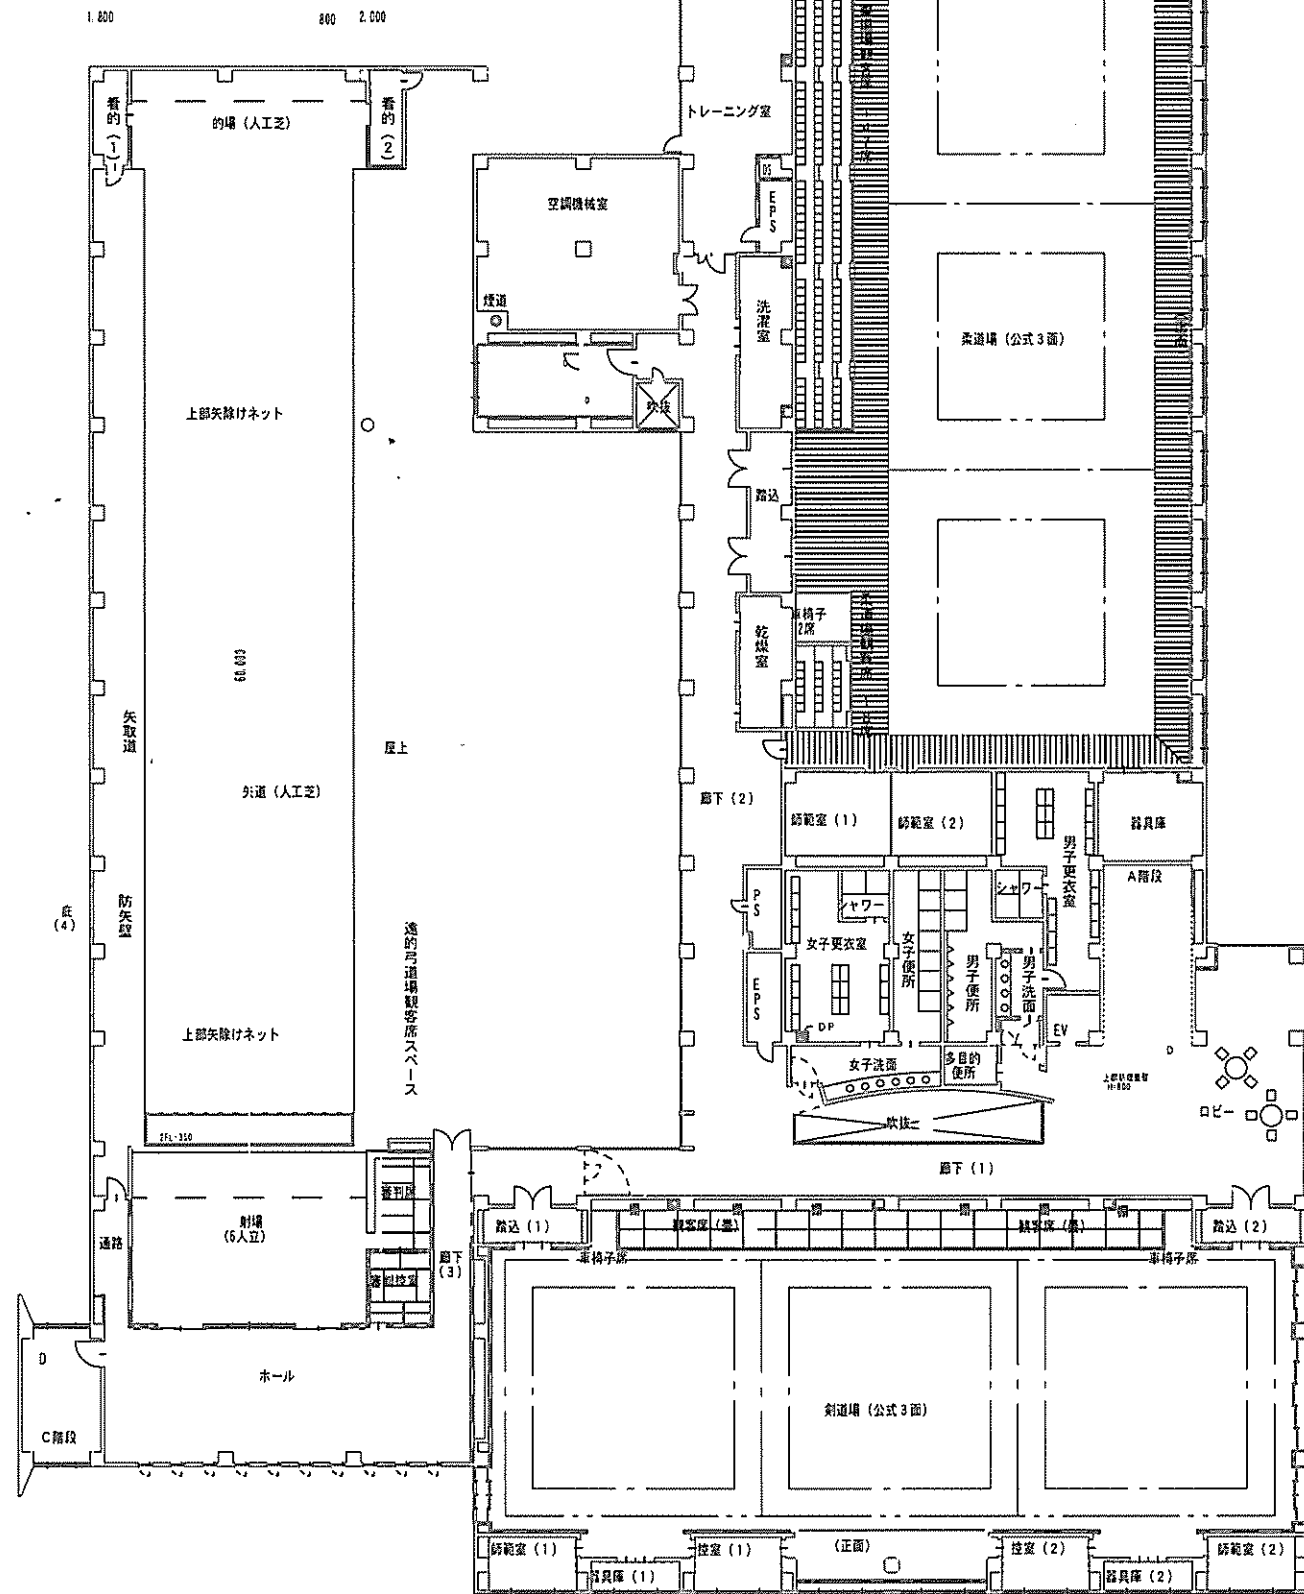 1,800
800
2,000
看的(1)
的場(人工芝)
看的(2)
トレーニング室
DS
EPS
空調機械室
煙道
洗濯室
吹抜
柔道場(公式3面)
上部矢除けネット
踏込
車椅子
2席
乾燥室
60,000
矢取道
屋上
矢道(人工芝)
廊下(2)
師範室(1)
師範室(2)
男子更衣室
器具庫
A階段
庇
(4)
防矢壁
遠的弓道場観客席スペース
PS
シャワー
シャワー
女子更衣室
女子便所
男子便所
男子洗面
EPS
DP
EV
D
上部矢除けネット
女子洗面
多目的
便所
H=800
ロビー
2FL-350
吹抜
廊下(1)
審判席
射場
(6人立)
通路
廊下
(3)
審判控室
踏込(1)
観客席(畳)
観客席(畳)
踏込(2)
車椅子席
車椅子席
D
ホール
C階段
剣道場(公式3面)
師範室(1)
器具庫(1)
控室(1)
(正面)
控室(2)
器具庫(2)
師範室(2)